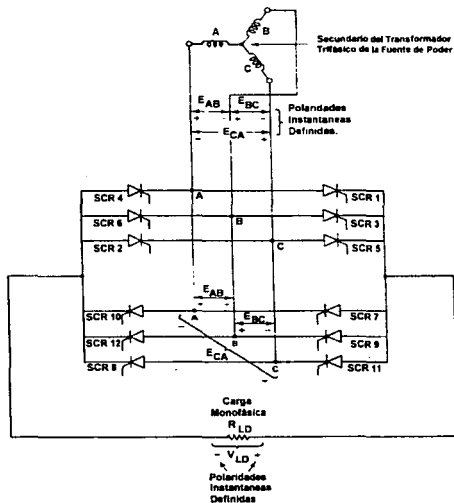 A
B
C
Secundario del Transformador
Trifásico de la Fuente de Poder
E AB
E BC
+ - + -
- E CA +
Polaridades
Instantaneas
Definidas.
SCR 4
A
SCR 1
SCR 6
B
SCR 3
SCR 2
C
SCR 5
E AB
+ -
SCR 10
A
E BC
+ -
SCR 7
SCR 12
B
SCR 9
E CA
SCR 8
C
SCR 11
Carga
Monofásica
R LD
- V LD +
Polaridades
Instantaneas
Definidas